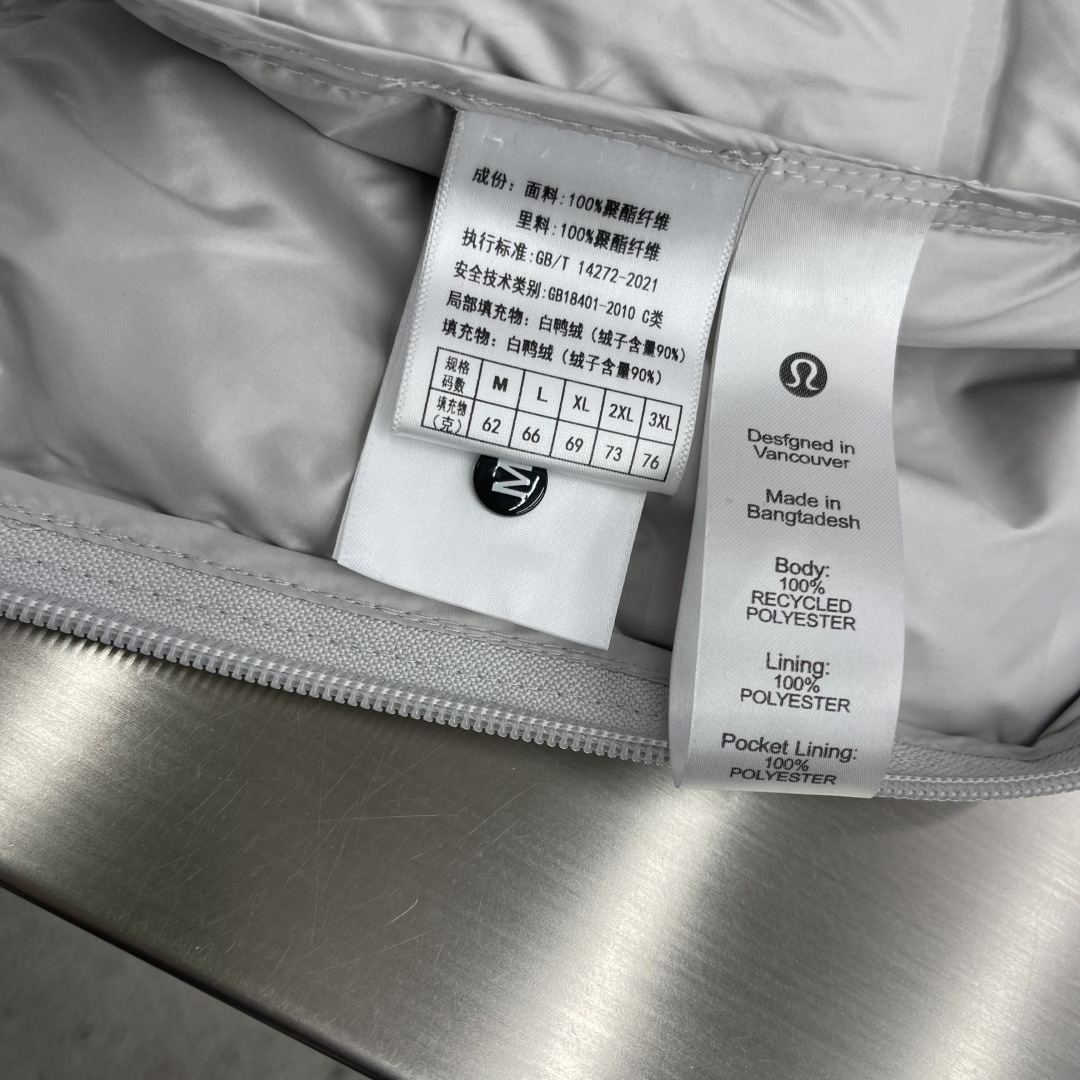 成份：面料：100%聚酯纤维
里料：100%聚酯纤维
执行标准：GB/T 14272-2021
安全技术类别：GB18401-2010 C类
局部填充物：白鸭绒（绒子含量90%）
填充物：白鸭绒（绒子含量90%）
规格码数 M L XL 2XL 3XL
填充物（克） 62 66 69 73 76
M
Desfgned in
Vancouver
Made in
Bangtadesh
Body:
100%
RECYCLED
POLYESTER
Lining:
100%
POLYESTER
Pocket Lining:
100%
POLYESTER